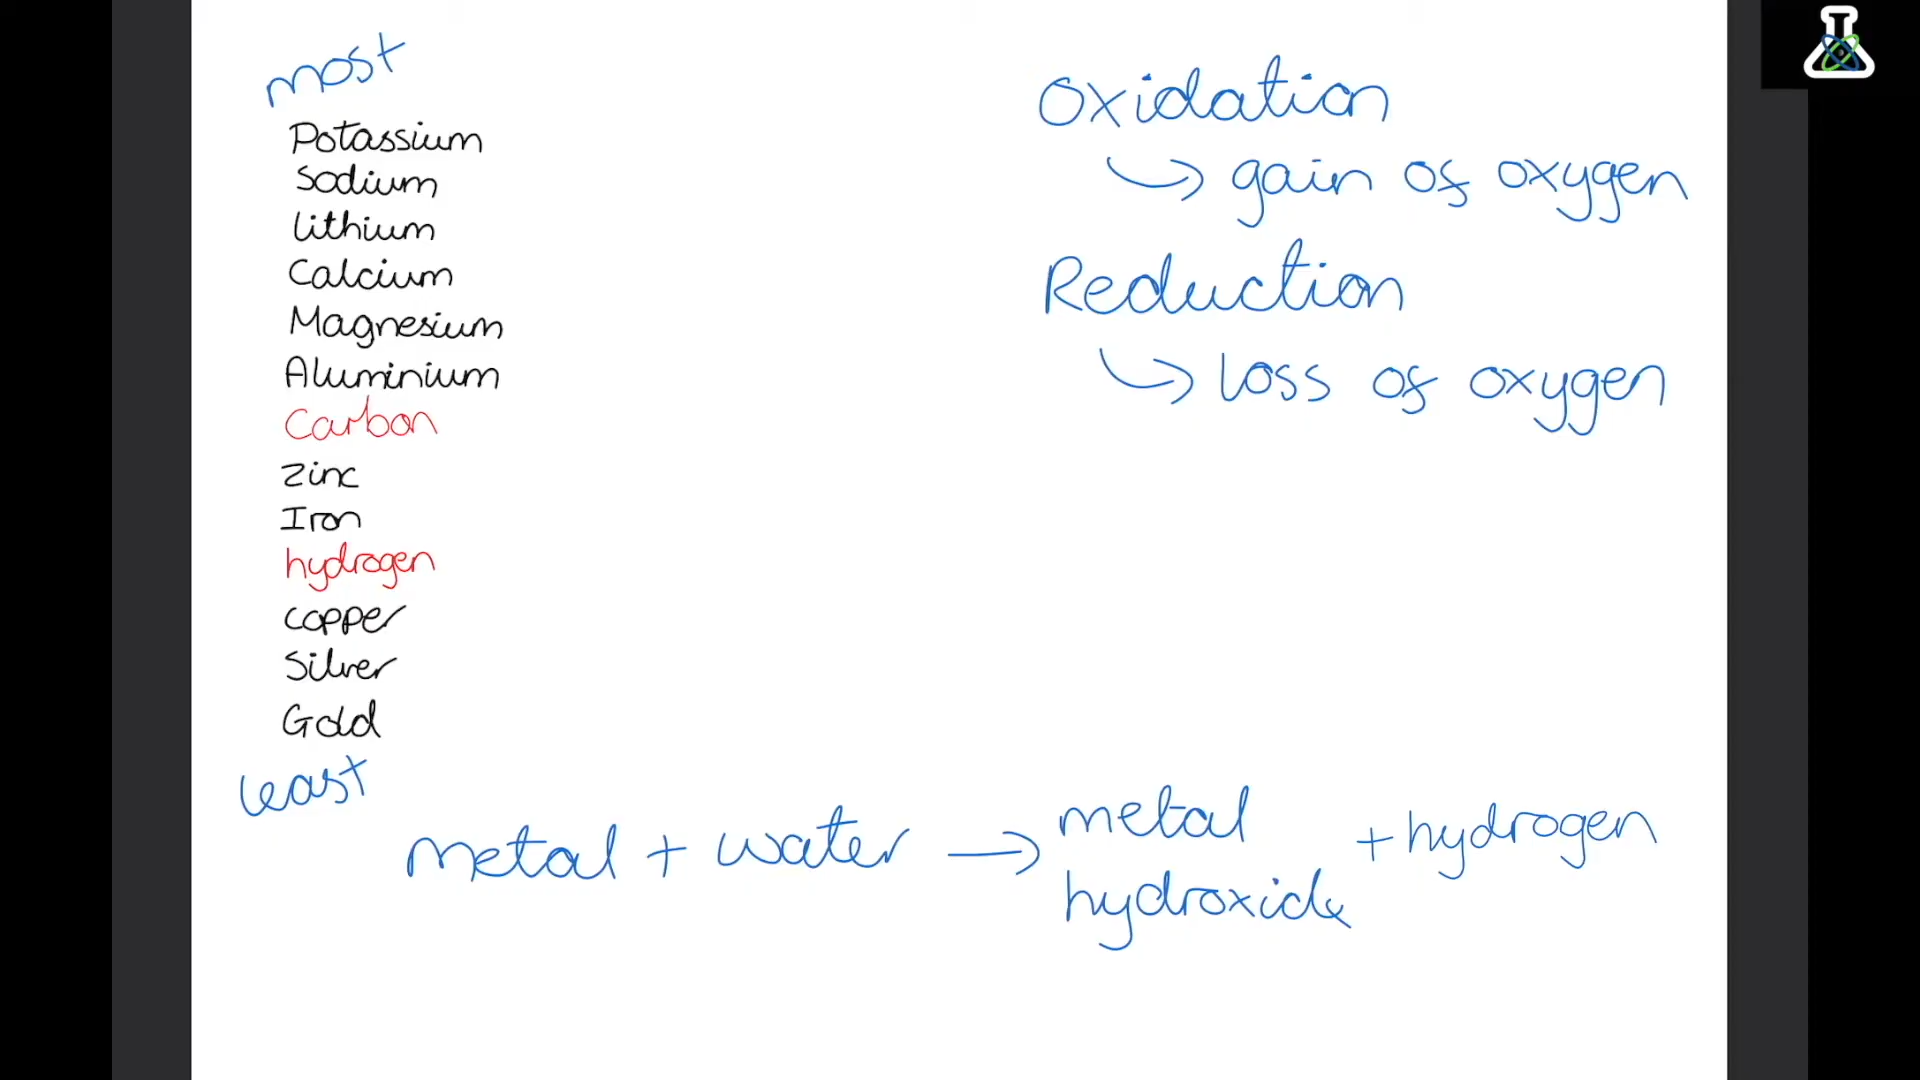 most
Potassium
Sodium
Lithium
Calcium
Magnesium
Aluminium
Carbon
Zinc
Iron
hydrogen
Copper
Silver
Gold
least
Oxidation
↳ gain of oxygen
Reduction
↳ loss of oxygen
metal + water → metal hydroxide + hydrogen